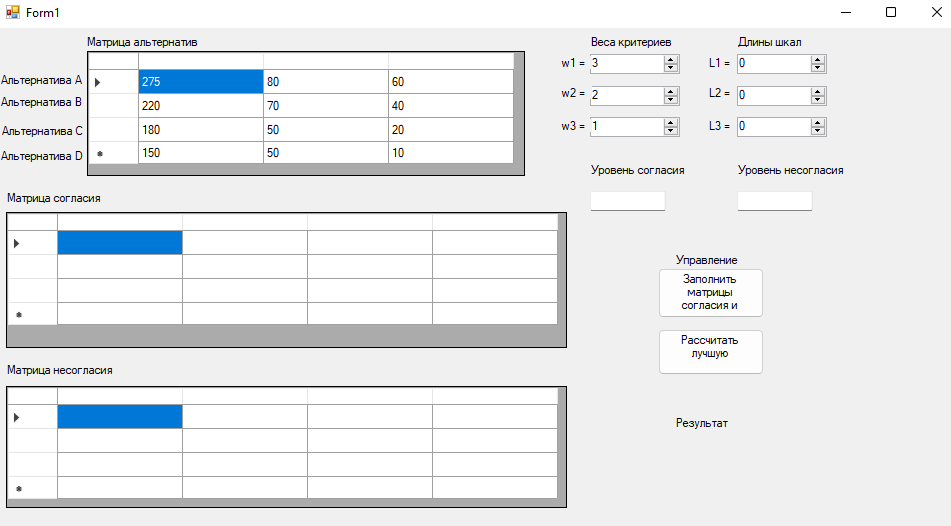 Form1
Матрица альтернатив
Веса критериев
Длины шкал
Альтернатива A
275 80 60
w1 = 3
L1 = 0
Альтернатива B
220 70 40
w2 = 2
L2 = 0
Альтернатива C
180 50 20
w3 = 1
L3 = 0
Альтернатива D
150 50 10
Уровень согласия
Уровень несогласия
Матрица согласия
Управление
Заполнить
матрицы
согласия и
Рассчитать
лучшую
Матрица несогласия
Результат